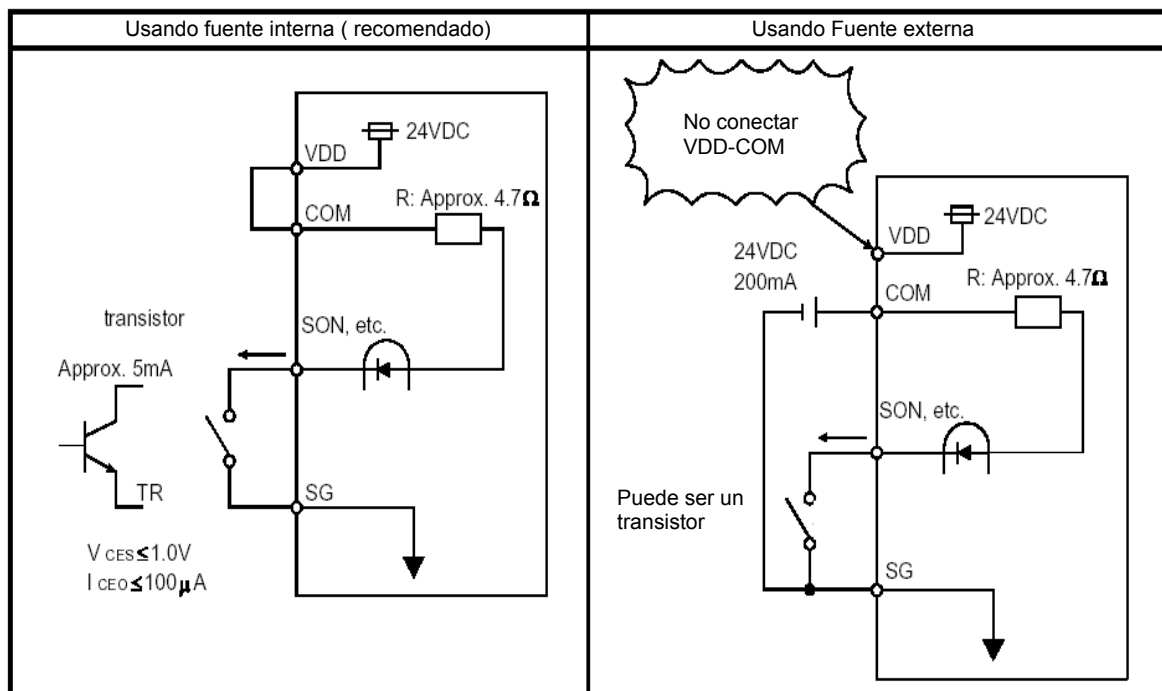 Usando fuente interna ( recomendado)
Usando Fuente externa
24VDC
VDD
COM
R: Approx. 4.7Ω
transistor
Approx. 5mA
SON, etc.
TR
SG
V CES≤1.0V
I CEO≤100μA
No conectar
VDD-COM
24VDC
VDD
24VDC
200mA
COM
R: Approx. 4.7Ω
SON, etc.
Puede ser un
transistor
SG